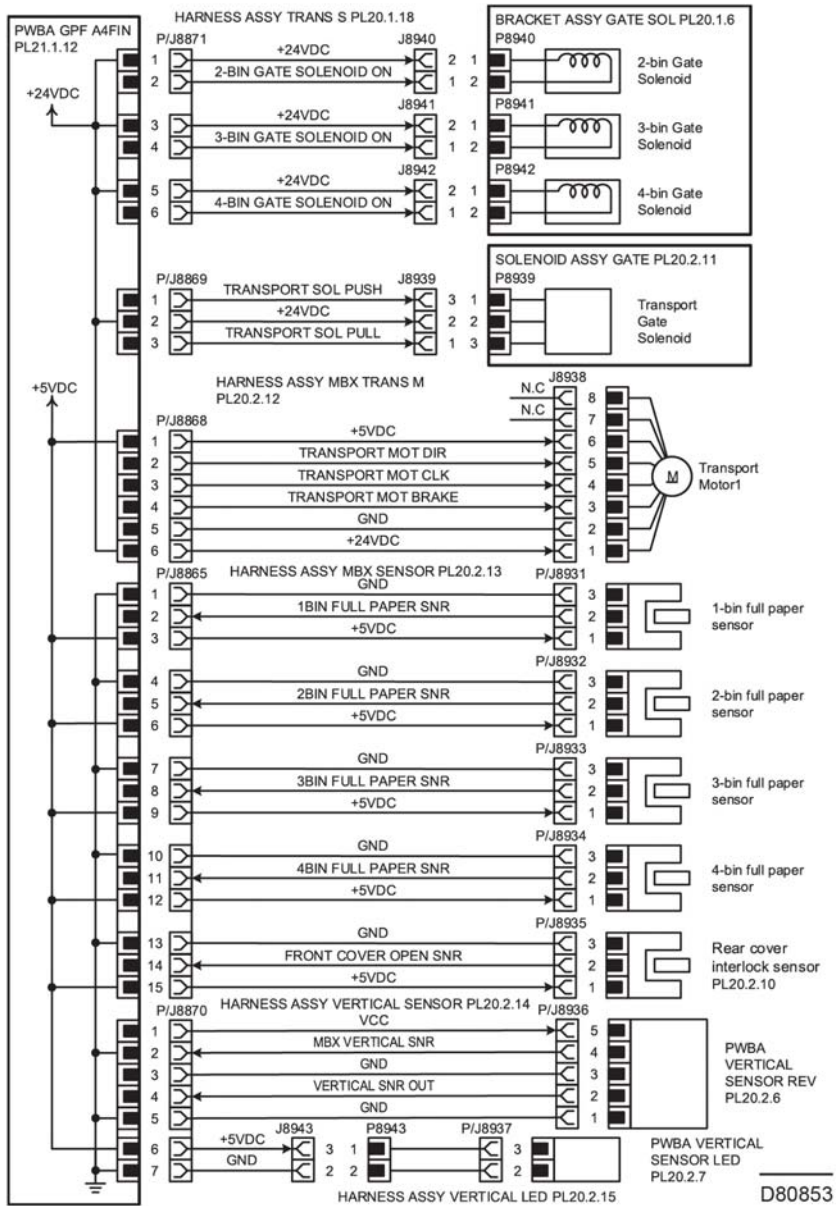 PWBA GPF A4FIN
PL21.1.12
HARNESS ASSY TRANS S PL20.1.18
BRACKET ASSY GATE SOL PL20.1.6
P/J8871
J8940
P8940
+24VDC
1 +24VDC 2 1
2 2-BIN GATE SOLENOID ON 1 2
2-bin Gate
Solenoid
J8941
P8941
3 +24VDC 2 1
4 3-BIN GATE SOLENOID ON 1 2
3-bin Gate
Solenoid
J8942
P8942
5 +24VDC 2 1
6 4-BIN GATE SOLENOID ON 1 2
4-bin Gate
Solenoid
SOLENOID ASSY GATE PL20.2.11
P/J8869
J8939
P8939
1 TRANSPORT SOL PUSH 3 1
2 +24VDC 2 2
3 TRANSPORT SOL PULL 1 3
Transport
Gate
Solenoid
+5VDC
HARNESS ASSY MBX TRANS M
PL20.2.12
J8938
N.C 8
N.C 7
P/J8868
1 +5VDC 6
2 TRANSPORT MOT DIR 5
3 TRANSPORT MOT CLK 4
4 TRANSPORT MOT BRAKE 3
5 GND 2
6 +24VDC 1
M
Transport
Motor1
P/J8865
HARNESS ASSY MBX SENSOR PL20.2.13
P/J8931
1 GND 3
2 1BIN FULL PAPER SNR 2
3 +5VDC 1
1-bin full paper
sensor
P/J8932
4 GND 3
5 2BIN FULL PAPER SNR 2
6 +5VDC 1
2-bin full paper
sensor
P/J8933
7 GND 3
8 3BIN FULL PAPER SNR 2
9 +5VDC 1
3-bin full paper
sensor
P/J8934
10 GND 3
11 4BIN FULL PAPER SNR 2
12 +5VDC 1
4-bin full paper
sensor
P/J8935
13 GND 3
14 FRONT COVER OPEN SNR 2
15 +5VDC 1
Rear cover
interlock sensor
PL20.2.10
P/J8870
HARNESS ASSY VERTICAL SENSOR PL20.2.14
P/J8936
1 VCC 5
2 MBX VERTICAL SNR 4
3 GND 3
4 VERTICAL SNR OUT 2
5 GND 1
PWBA
VERTICAL
SENSOR REV
PL20.2.6
J8943
P8943
P/J8937
6 +5VDC 3 1 3
7 GND 2 2 2
PWBA VERTICAL
SENSOR LED
PL20.2.7
HARNESS ASSY VERTICAL LED PL20.2.15
D80853